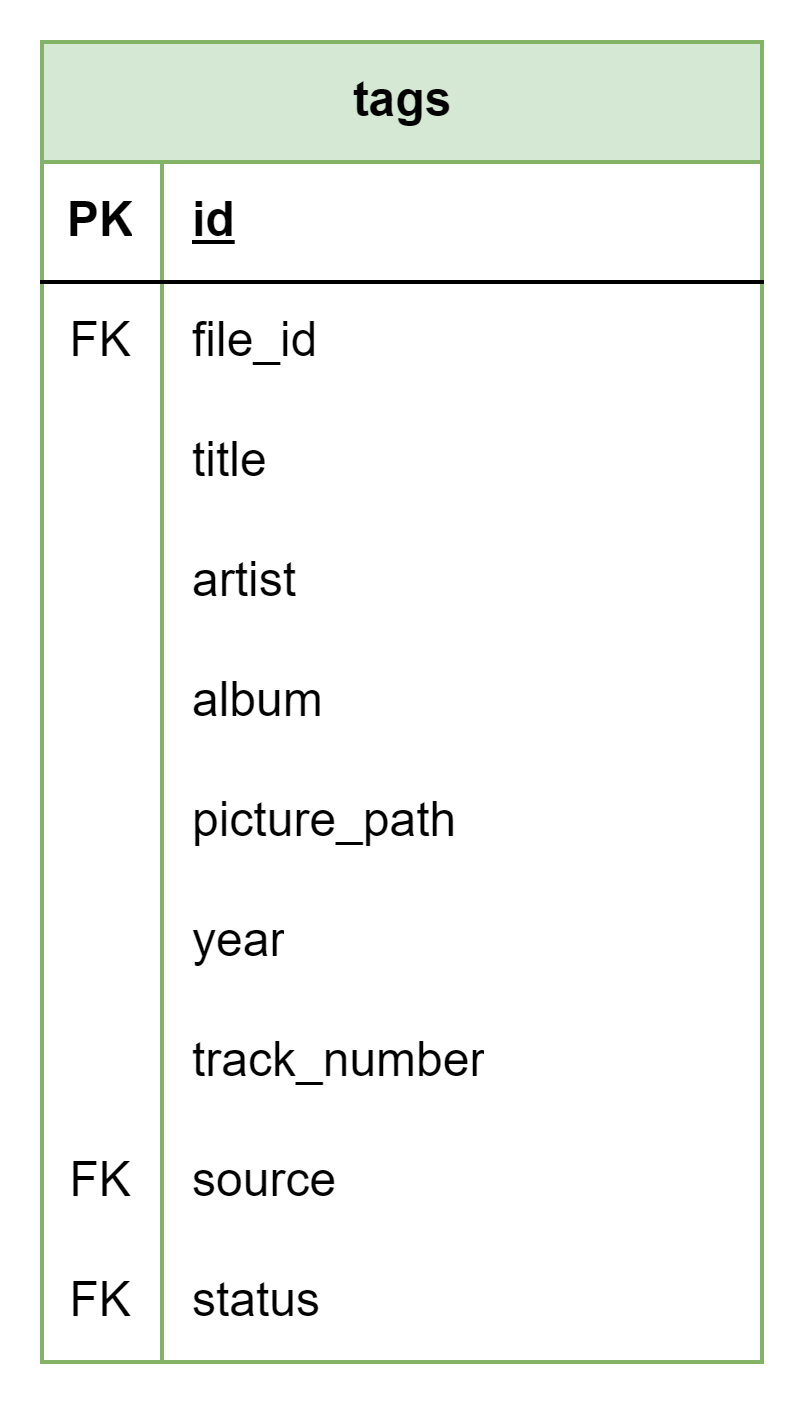 tags
PK id
FK file_id
title
artist
album
picture_path
year
track_number
FK source
FK status